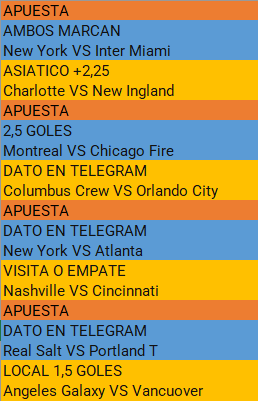 APUESTA
AMBOS MARCAN
New York VS Inter Miami
ASIATICO +2,25
Charlotte VS New Ingland
APUESTA
2,5 GOLES
Montreal VS Chicago Fire
DATO EN TELEGRAM
Columbus Crew VS Orlando City
APUESTA
DATO EN TELEGRAM
New York VS Atlanta
VISITA O EMPATE
Nashville VS Cincinnati
APUESTA
DATO EN TELEGRAM
Real Salt VS Portland T
LOCAL 1,5 GOLES
Angeles Galaxy VS Vancuover